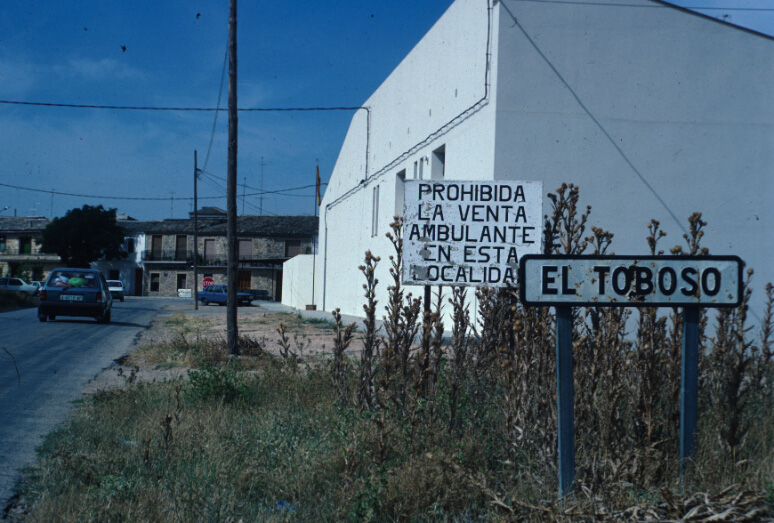 PROHIBIDA
LA VENTA
AMBULANTE
EN ESTA
LOCALIDA
EL TOBOSO